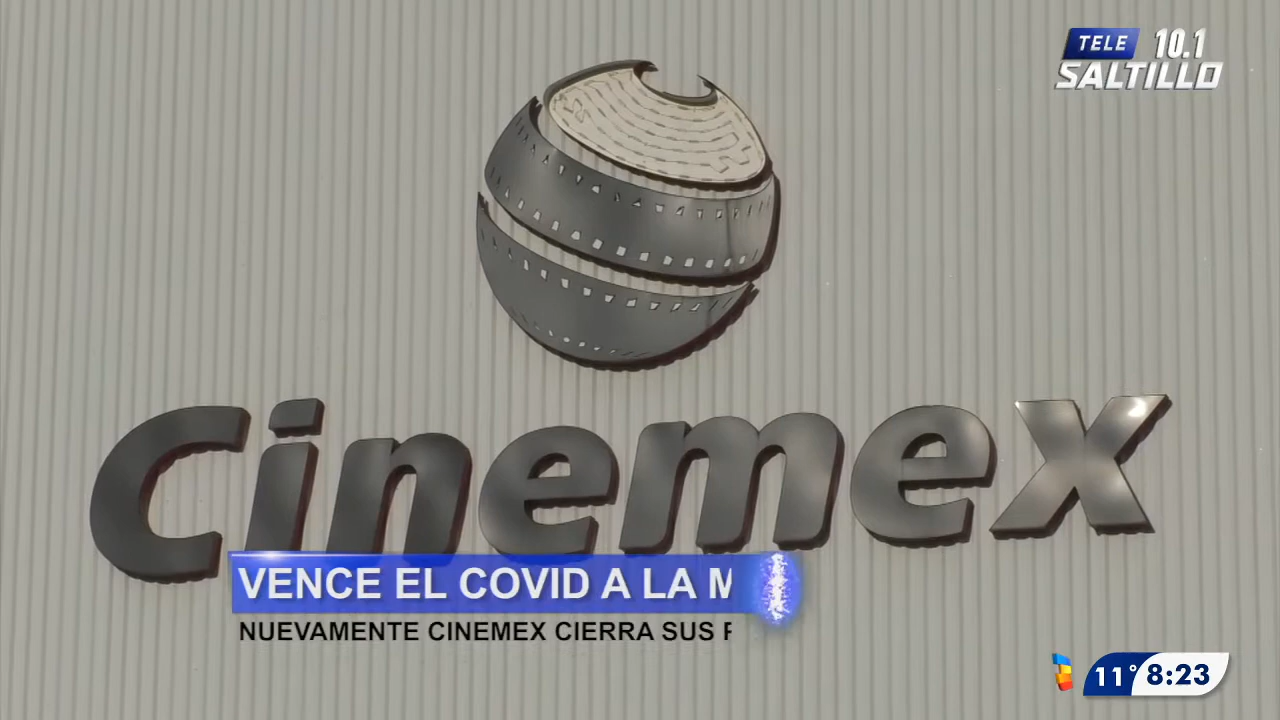 TELE 10.1
SALTILLO
Cinemex
VENCE EL COVID A LA
NUEVAMENTE CINEMEX CIERRA SUS
11° 8:23